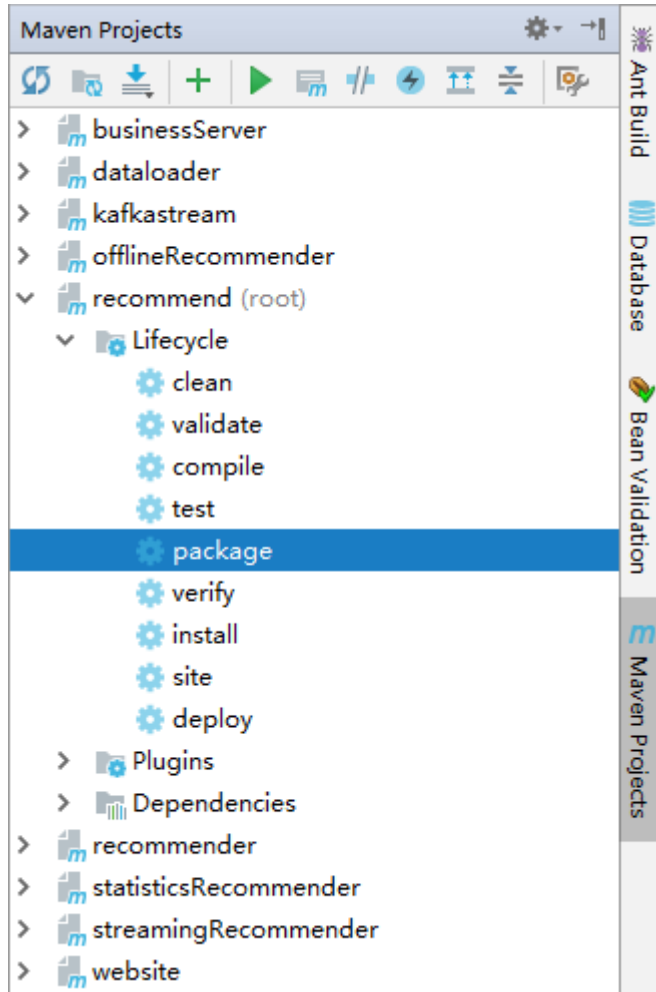 Maven Projects
businessServer
dataloader
kafkastream
offlineRecommender
recommend (root)
Lifecycle
clean
validate
compile
test
package
verify
install
site
deploy
Plugins
Dependencies
recommender
statisticsRecommender
streamingRecommender
website
Ant Build
Database
Bean Validation
Maven Projects